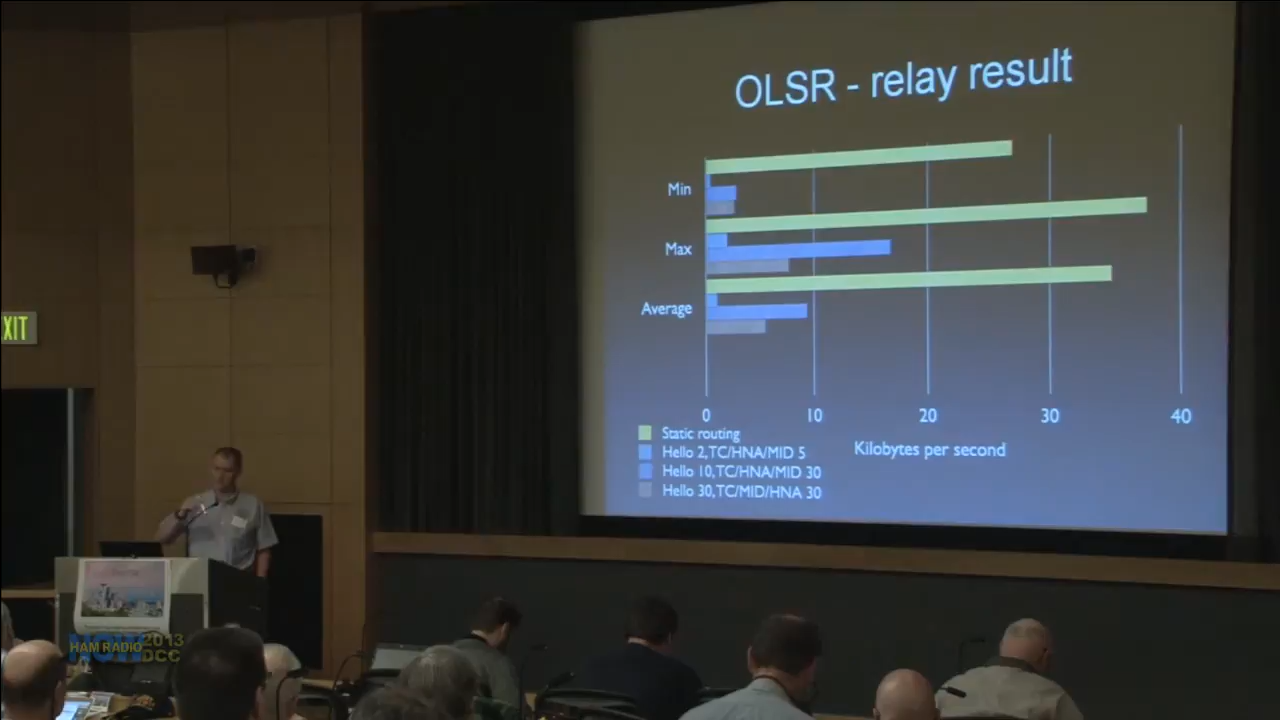 OLSR - relay result
Min
Max
Average
0 10 20 30 40
Kilobytes per second
Static routing
Hello 2,TC/HNA/MID 5
Hello 10,TC/HNA/MID 30
Hello 30,TC/MID/HNA 30
XIT
HAM RADIO
2013
DCC